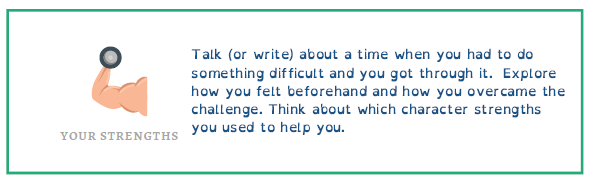 Talk (or write) about a time when you had to do
something difficult and you got through it.  Explore
how you felt beforehand and how you overcame the
challenge. Think about which character strengths
you used to help you.
YOUR STRENGTHS